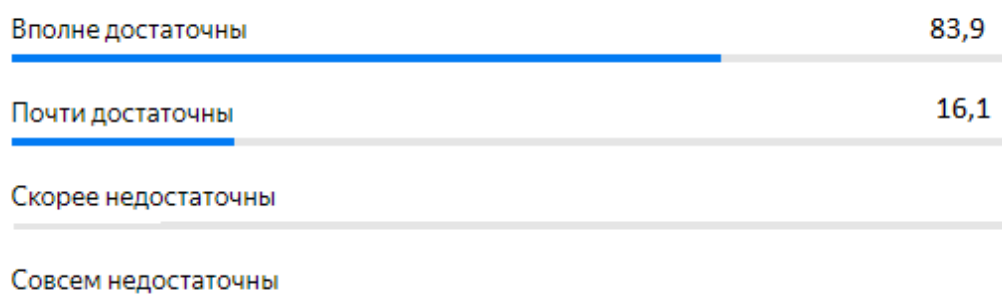 Вполне достаточны 83,9
Почти достаточны 16,1
Скорее недостаточны
Совсем недостаточны